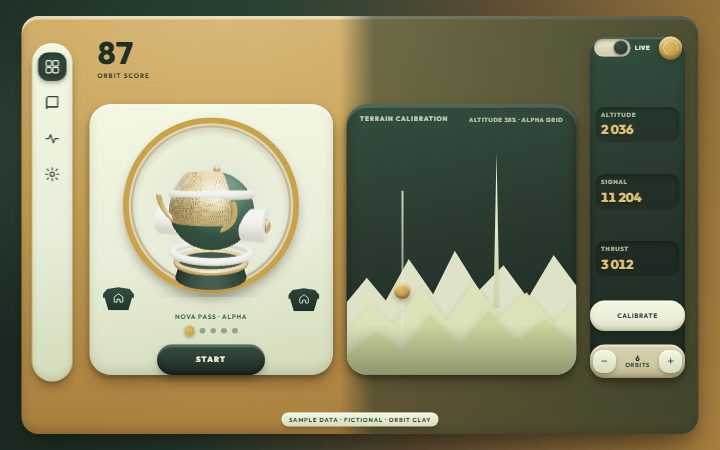 87
ORBIT SCORE
NOVA PASS · ALPHA
START
TERRAIN CALIBRATION
ALTITUDE 38% · ALPHA GRID
LIVE
ALTITUDE
2 036
SIGNAL
11 204
THRUST
3 012
CALIBRATE
− 6 +
ORBITS
SAMPLE DATA · FICTIONAL · ORBIT CLAY